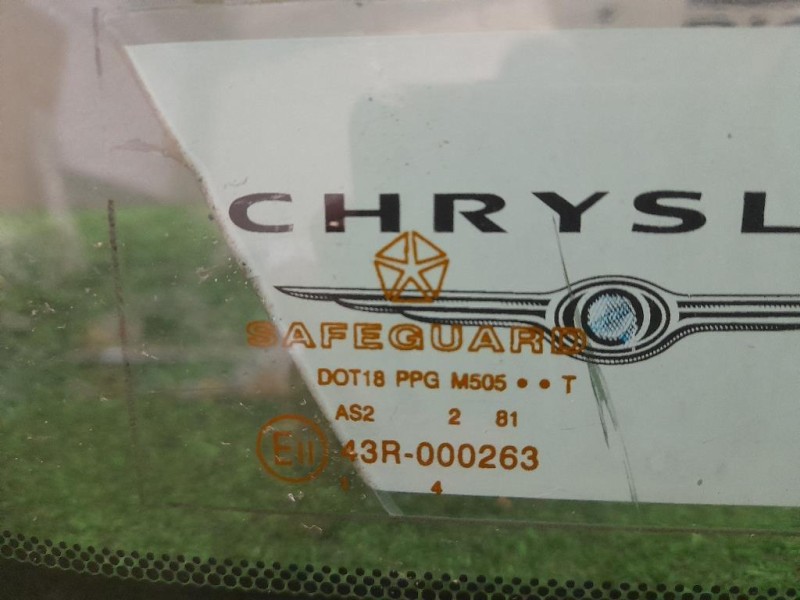 CHRYSL
SAFEGUARD
DOT18 PPG M505 • • T
AS2 2 81
E11 43R-000263
4